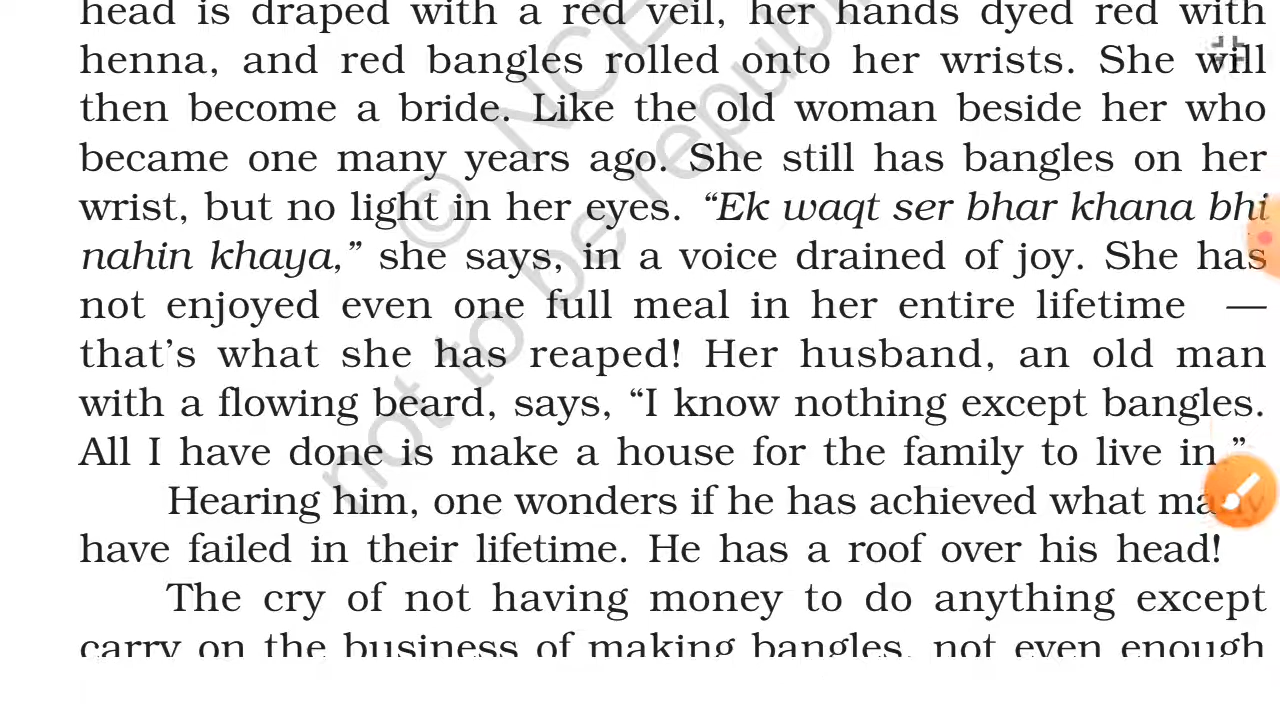 head is draped with a red veil, her hands dyed red with
henna, and red bangles rolled onto her wrists. She will
then become a bride. Like the old woman beside her who
became one many years ago. She still has bangles on her
wrist, but no light in her eyes. “Ek waqt ser bhar khana bhi
nahin khaya,” she says, in a voice drained of joy. She has
not enjoyed even one full meal in her entire lifetime —
that’s what she has reaped! Her husband, an old man
with a flowing beard, says, “I know nothing except bangles.
All I have done is make a house for the family to live in.”
Hearing him, one wonders if he has achieved what many
have failed in their lifetime. He has a roof over his head!
The cry of not having money to do anything except
carry on the business of making bangles, not even enough
© NCE
not to be republi